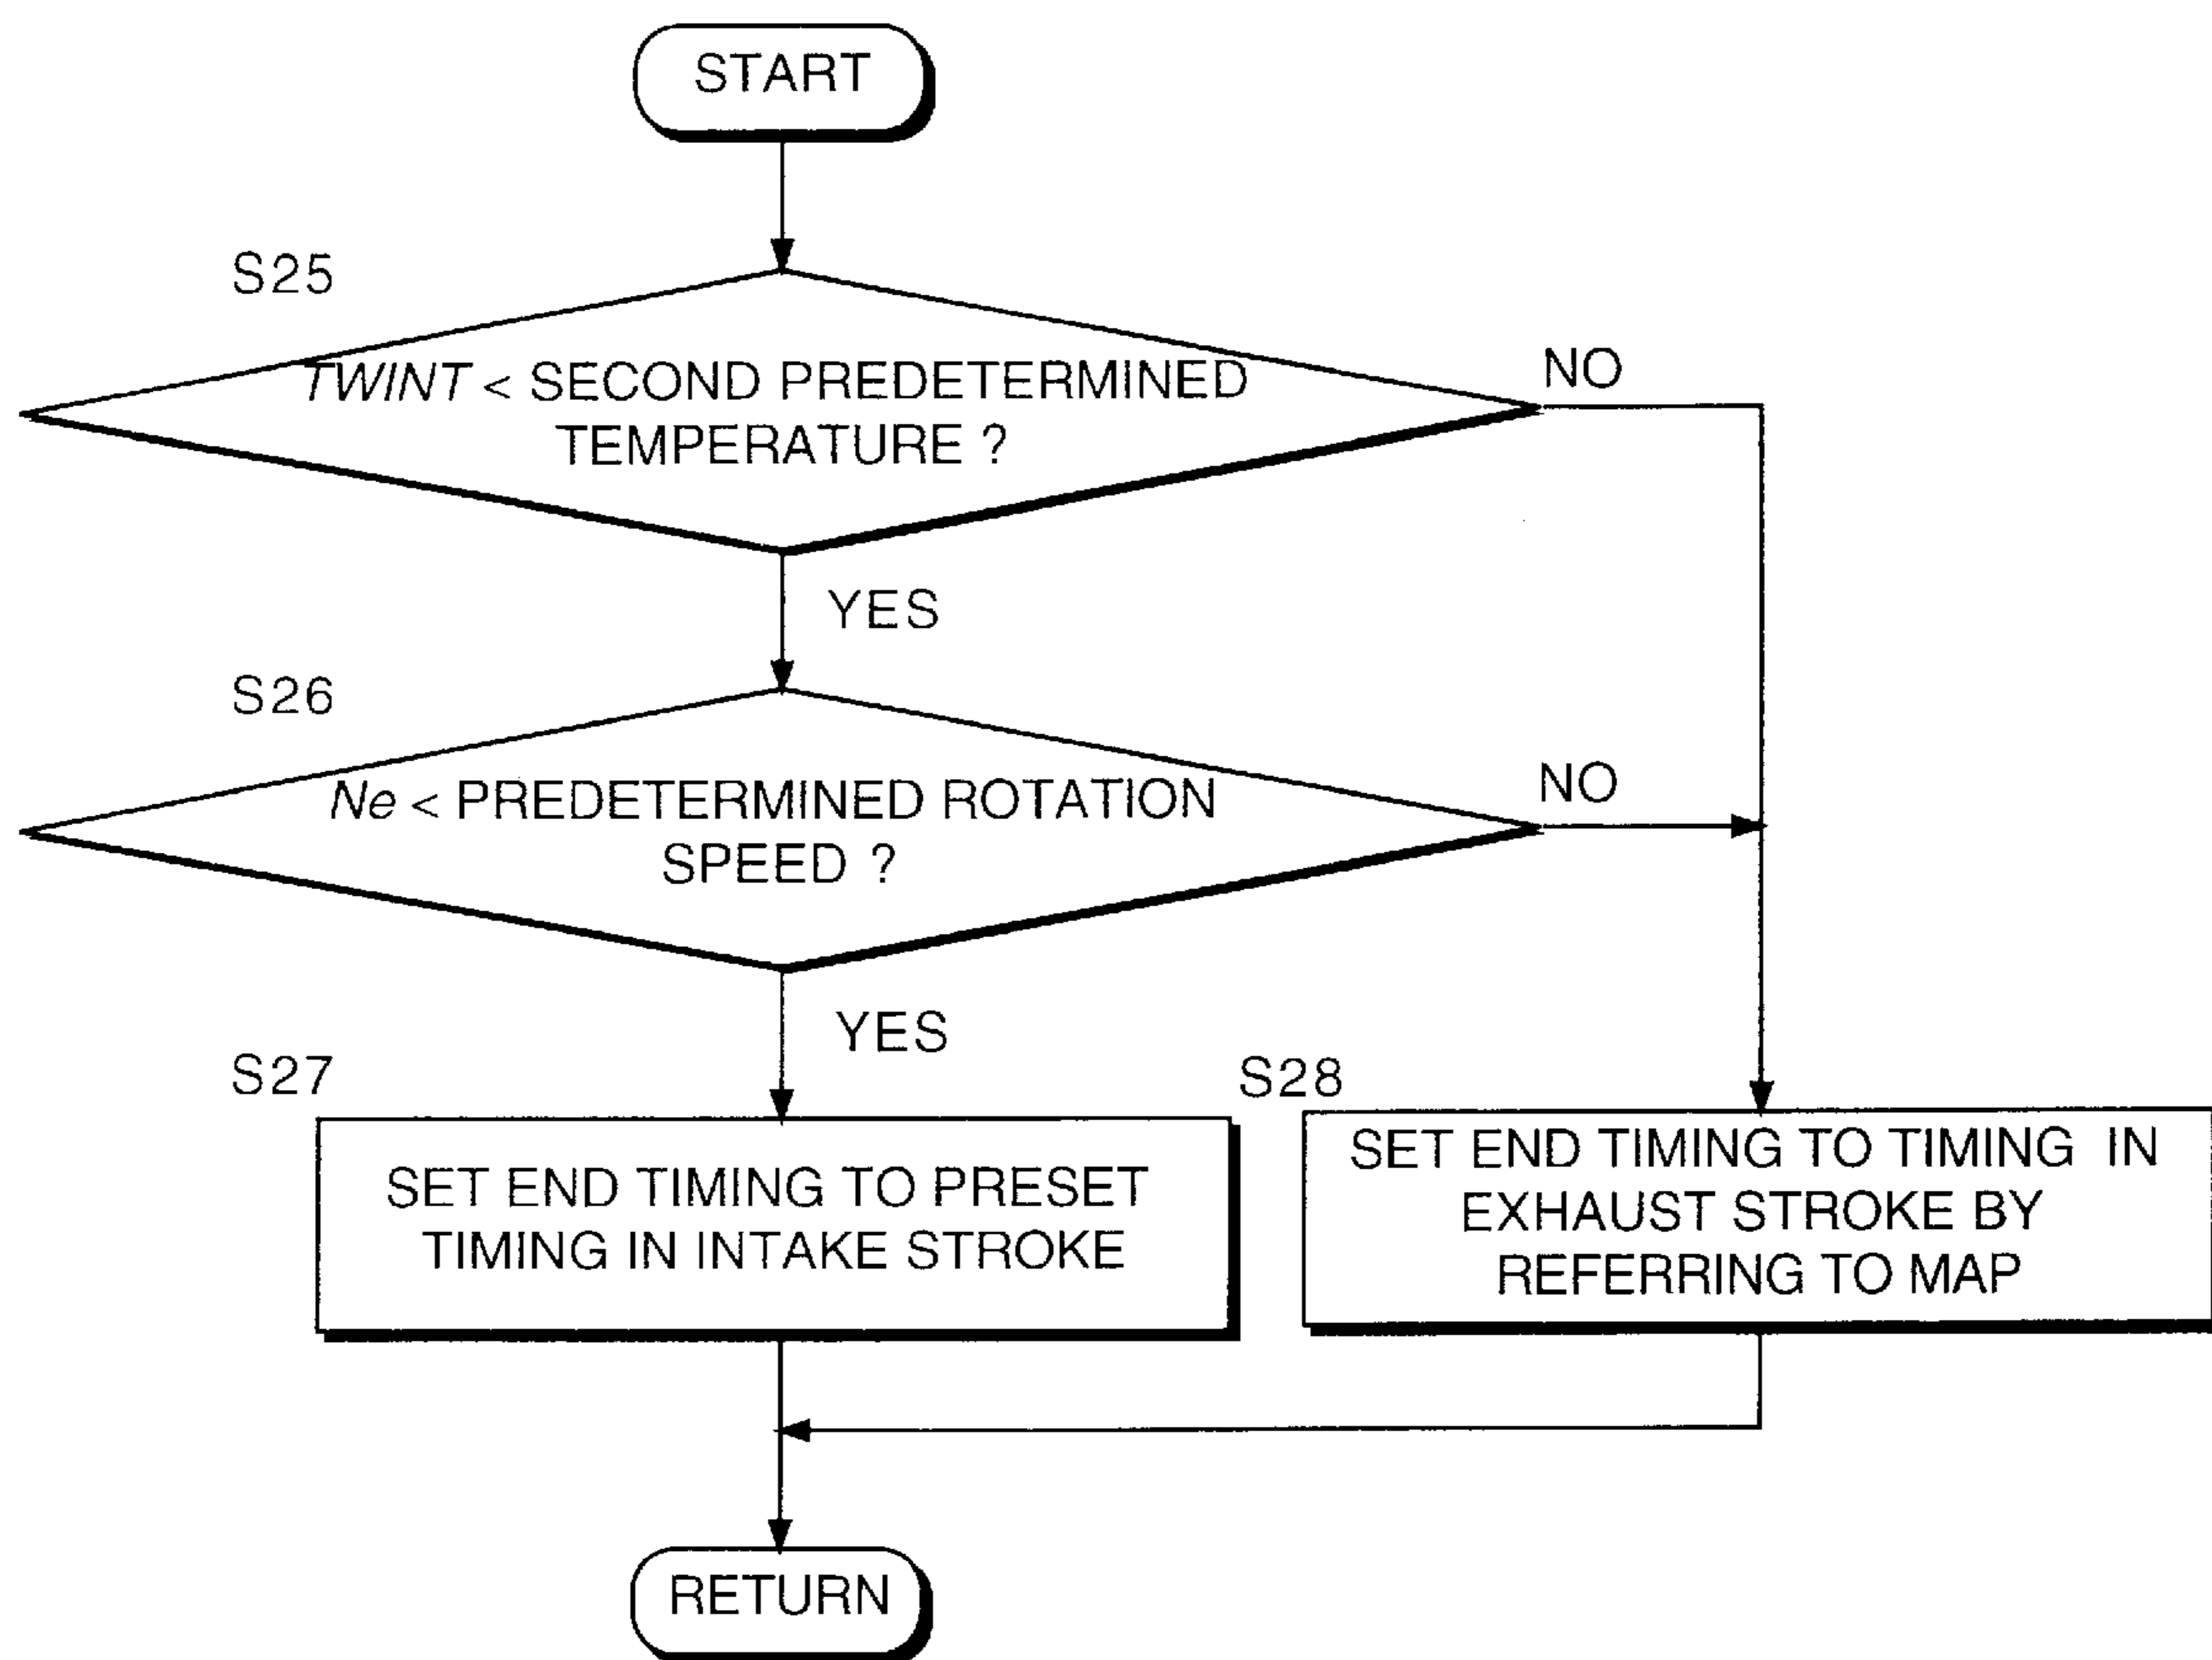 START
S25
TWINT < SECOND PREDETERMINED
TEMPERATURE ?
NO
YES
S26
Ne < PREDETERMINED ROTATION
SPEED ?
NO
YES
S27
SET END TIMING TO PRESET
TIMING IN INTAKE STROKE
S28
SET END TIMING TO TIMING IN
EXHAUST STROKE BY
REFERRING TO MAP
RETURN